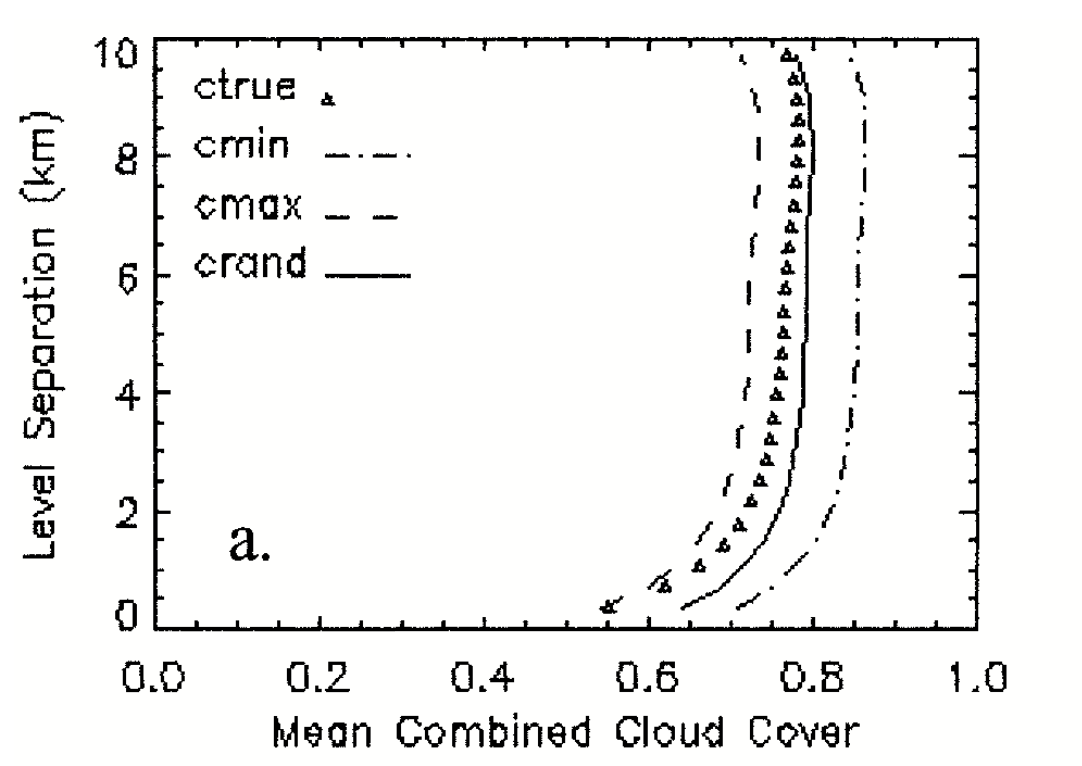 10
8
6
4
2
0
Level Separation (km)
ctrue
cmin
cmax
crand
a.
0.0 0.2 0.4 0.6 0.8 1.0
Mean Combined Cloud Cover